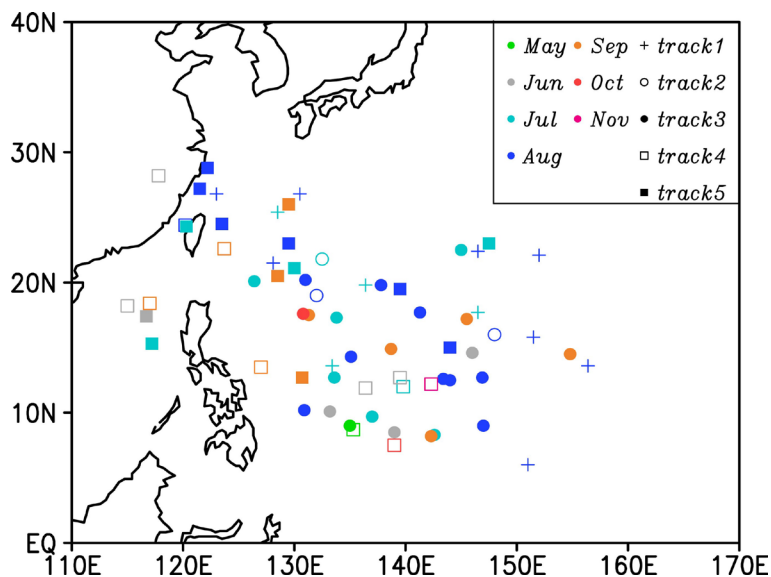 40N
May Sep track1
Jun Oct track2
Jul Nov track3
30N
Aug track4
track5
20N
10N
EQ
110E 120E 130E 140E 150E 160E 170E